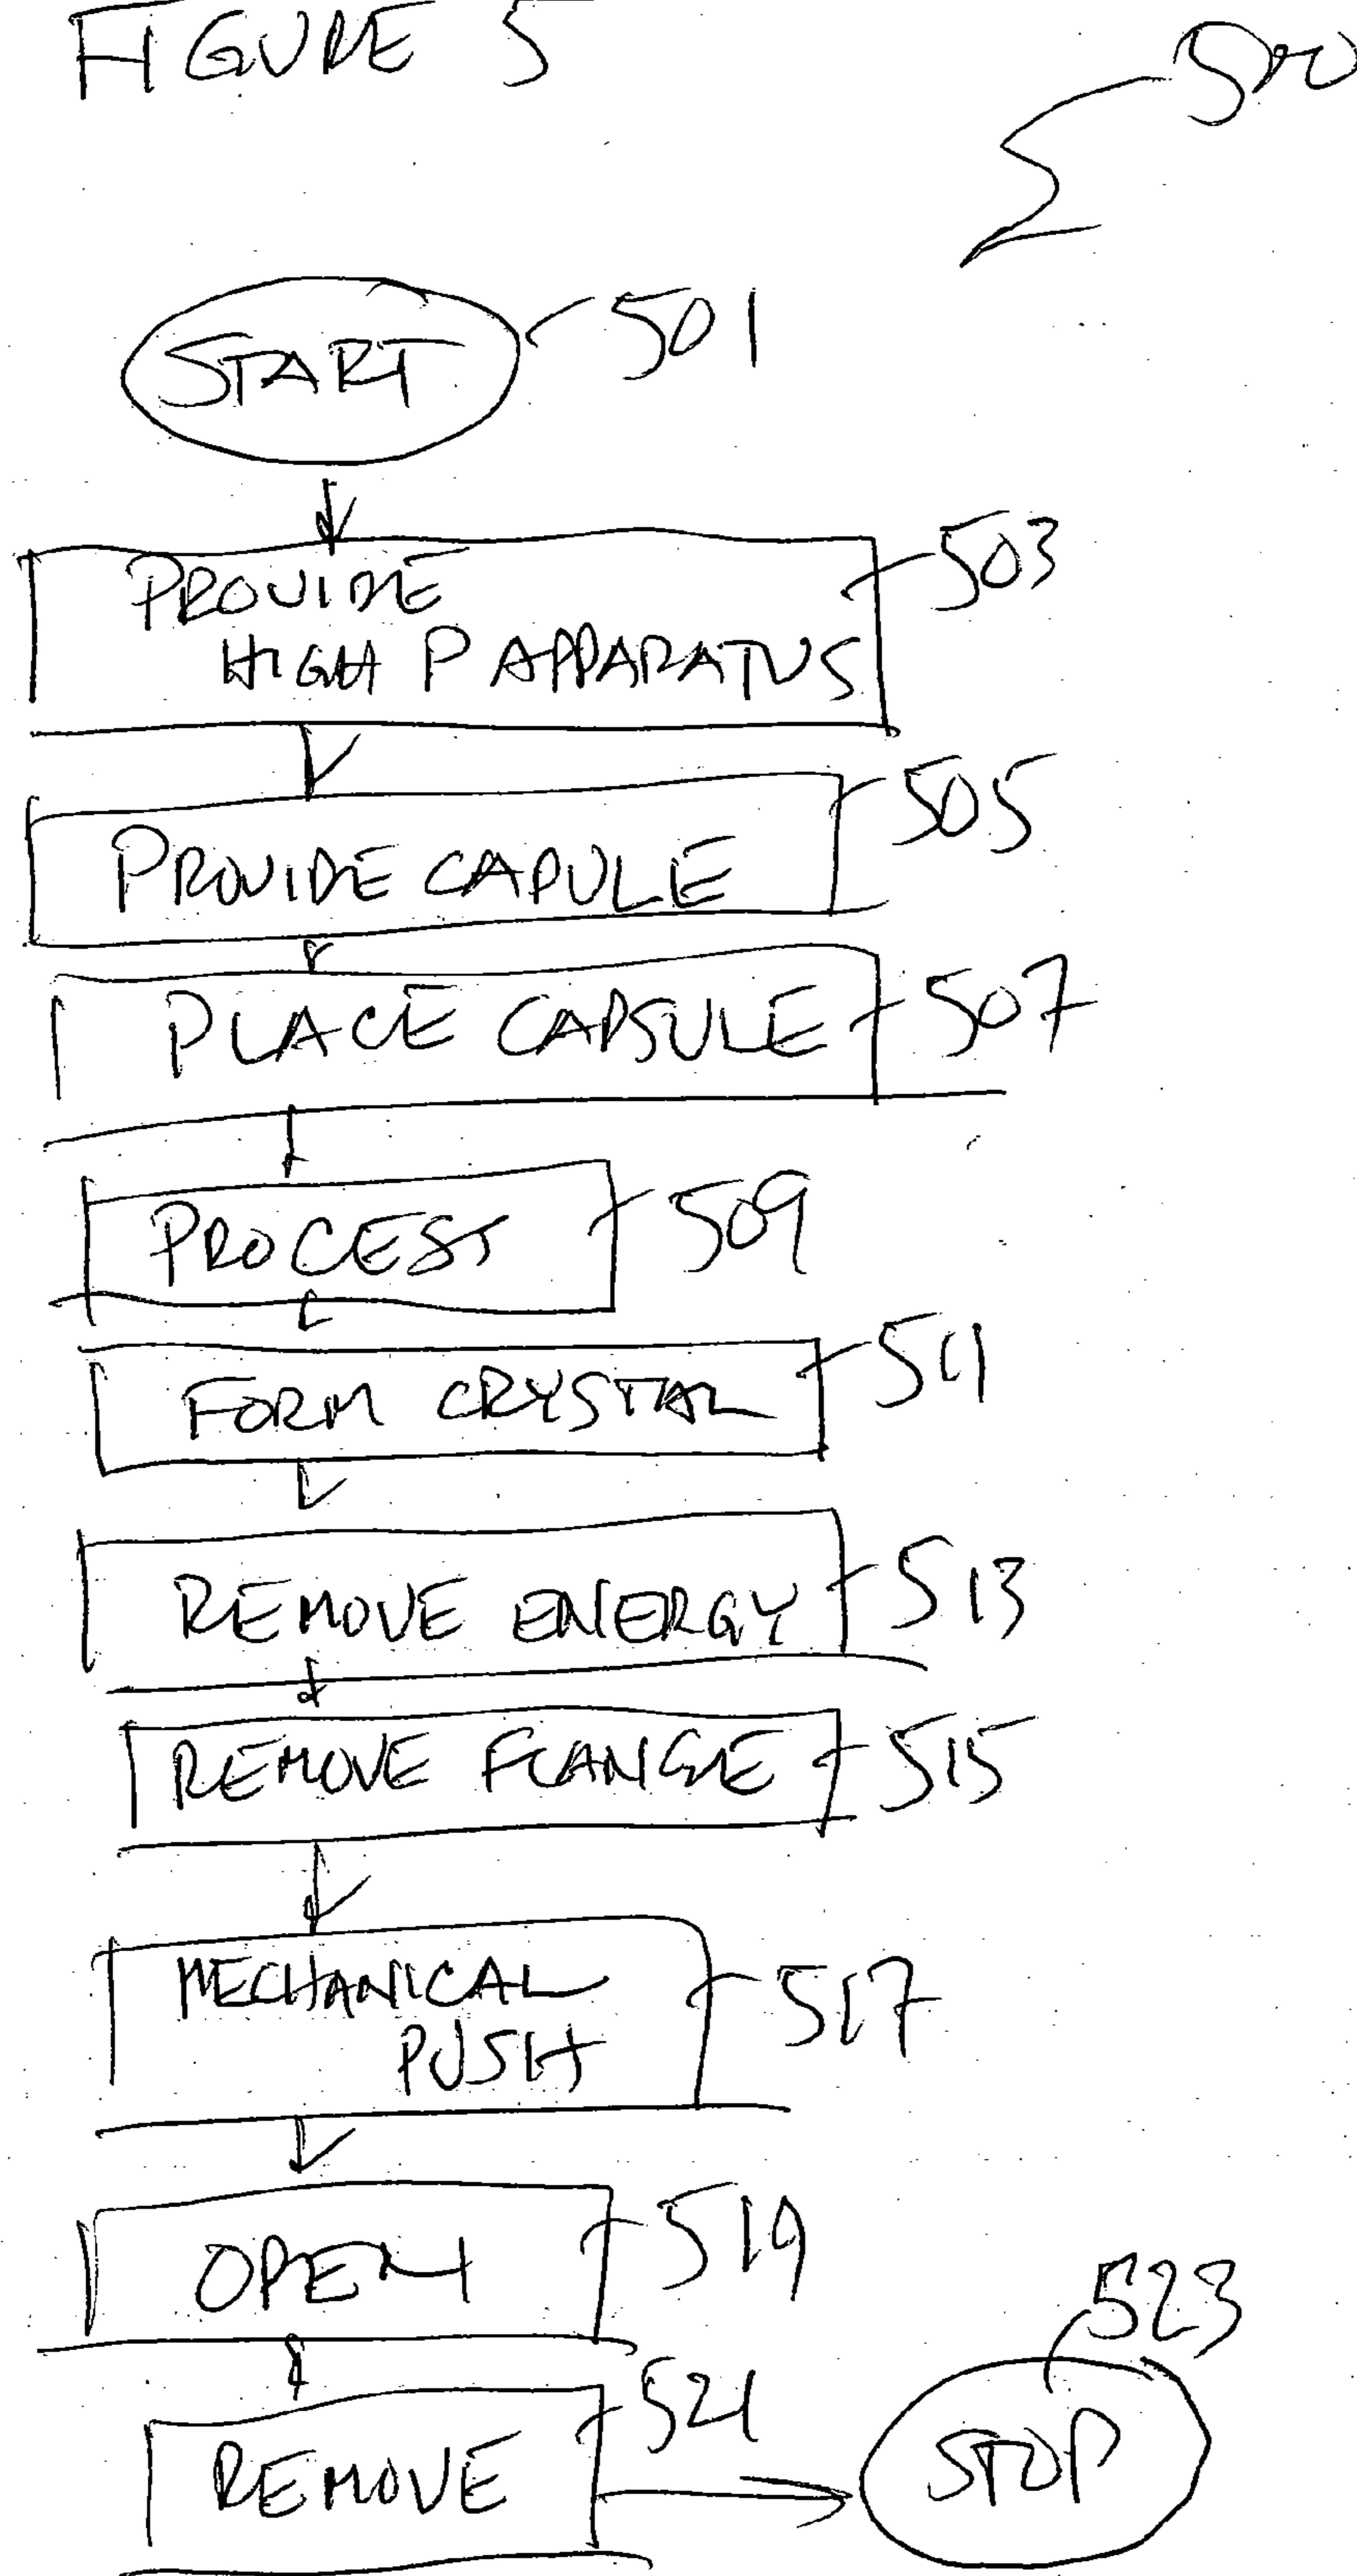 FIGURE 5
500
START 501
PROVIDE 503
HIGH P APPARATUS
505
PROVIDE CAPULE
PLACE CAPSULE 507
PROCESS 509
FORM CRYSTAL 511
REMOVE ENERGY 513
REMOVE FLANGE 515
MECHANICAL 517
PUSH
OPEN 519
523
521
REMOVE
STOP